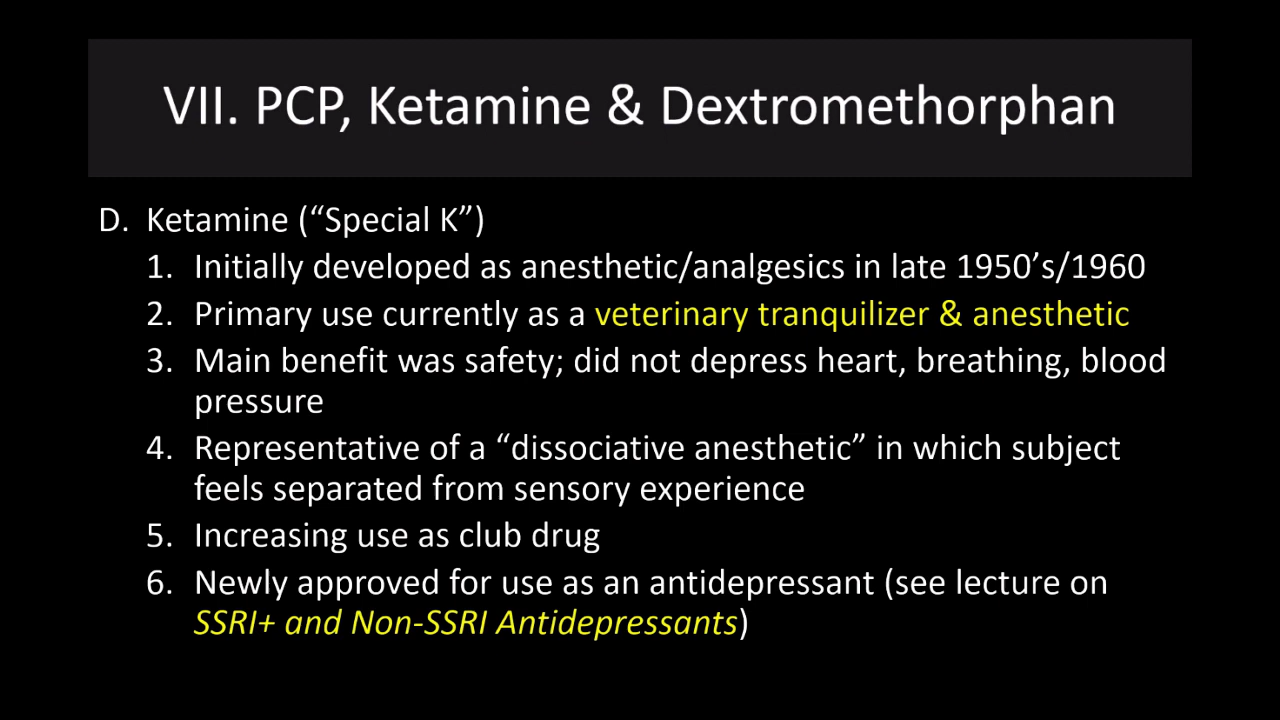 VII. PCP, Ketamine & Dextromethorphan
D. Ketamine (“Special K”)
1. Initially developed as anesthetic/analgesics in late 1950’s/1960
2. Primary use currently as a veterinary tranquilizer & anesthetic
3. Main benefit was safety; did not depress heart, breathing, blood
pressure
4. Representative of a “dissociative anesthetic” in which subject
feels separated from sensory experience
5. Increasing use as club drug
6. Newly approved for use as an antidepressant (see lecture on
SSRI+ and Non-SSRI Antidepressants)